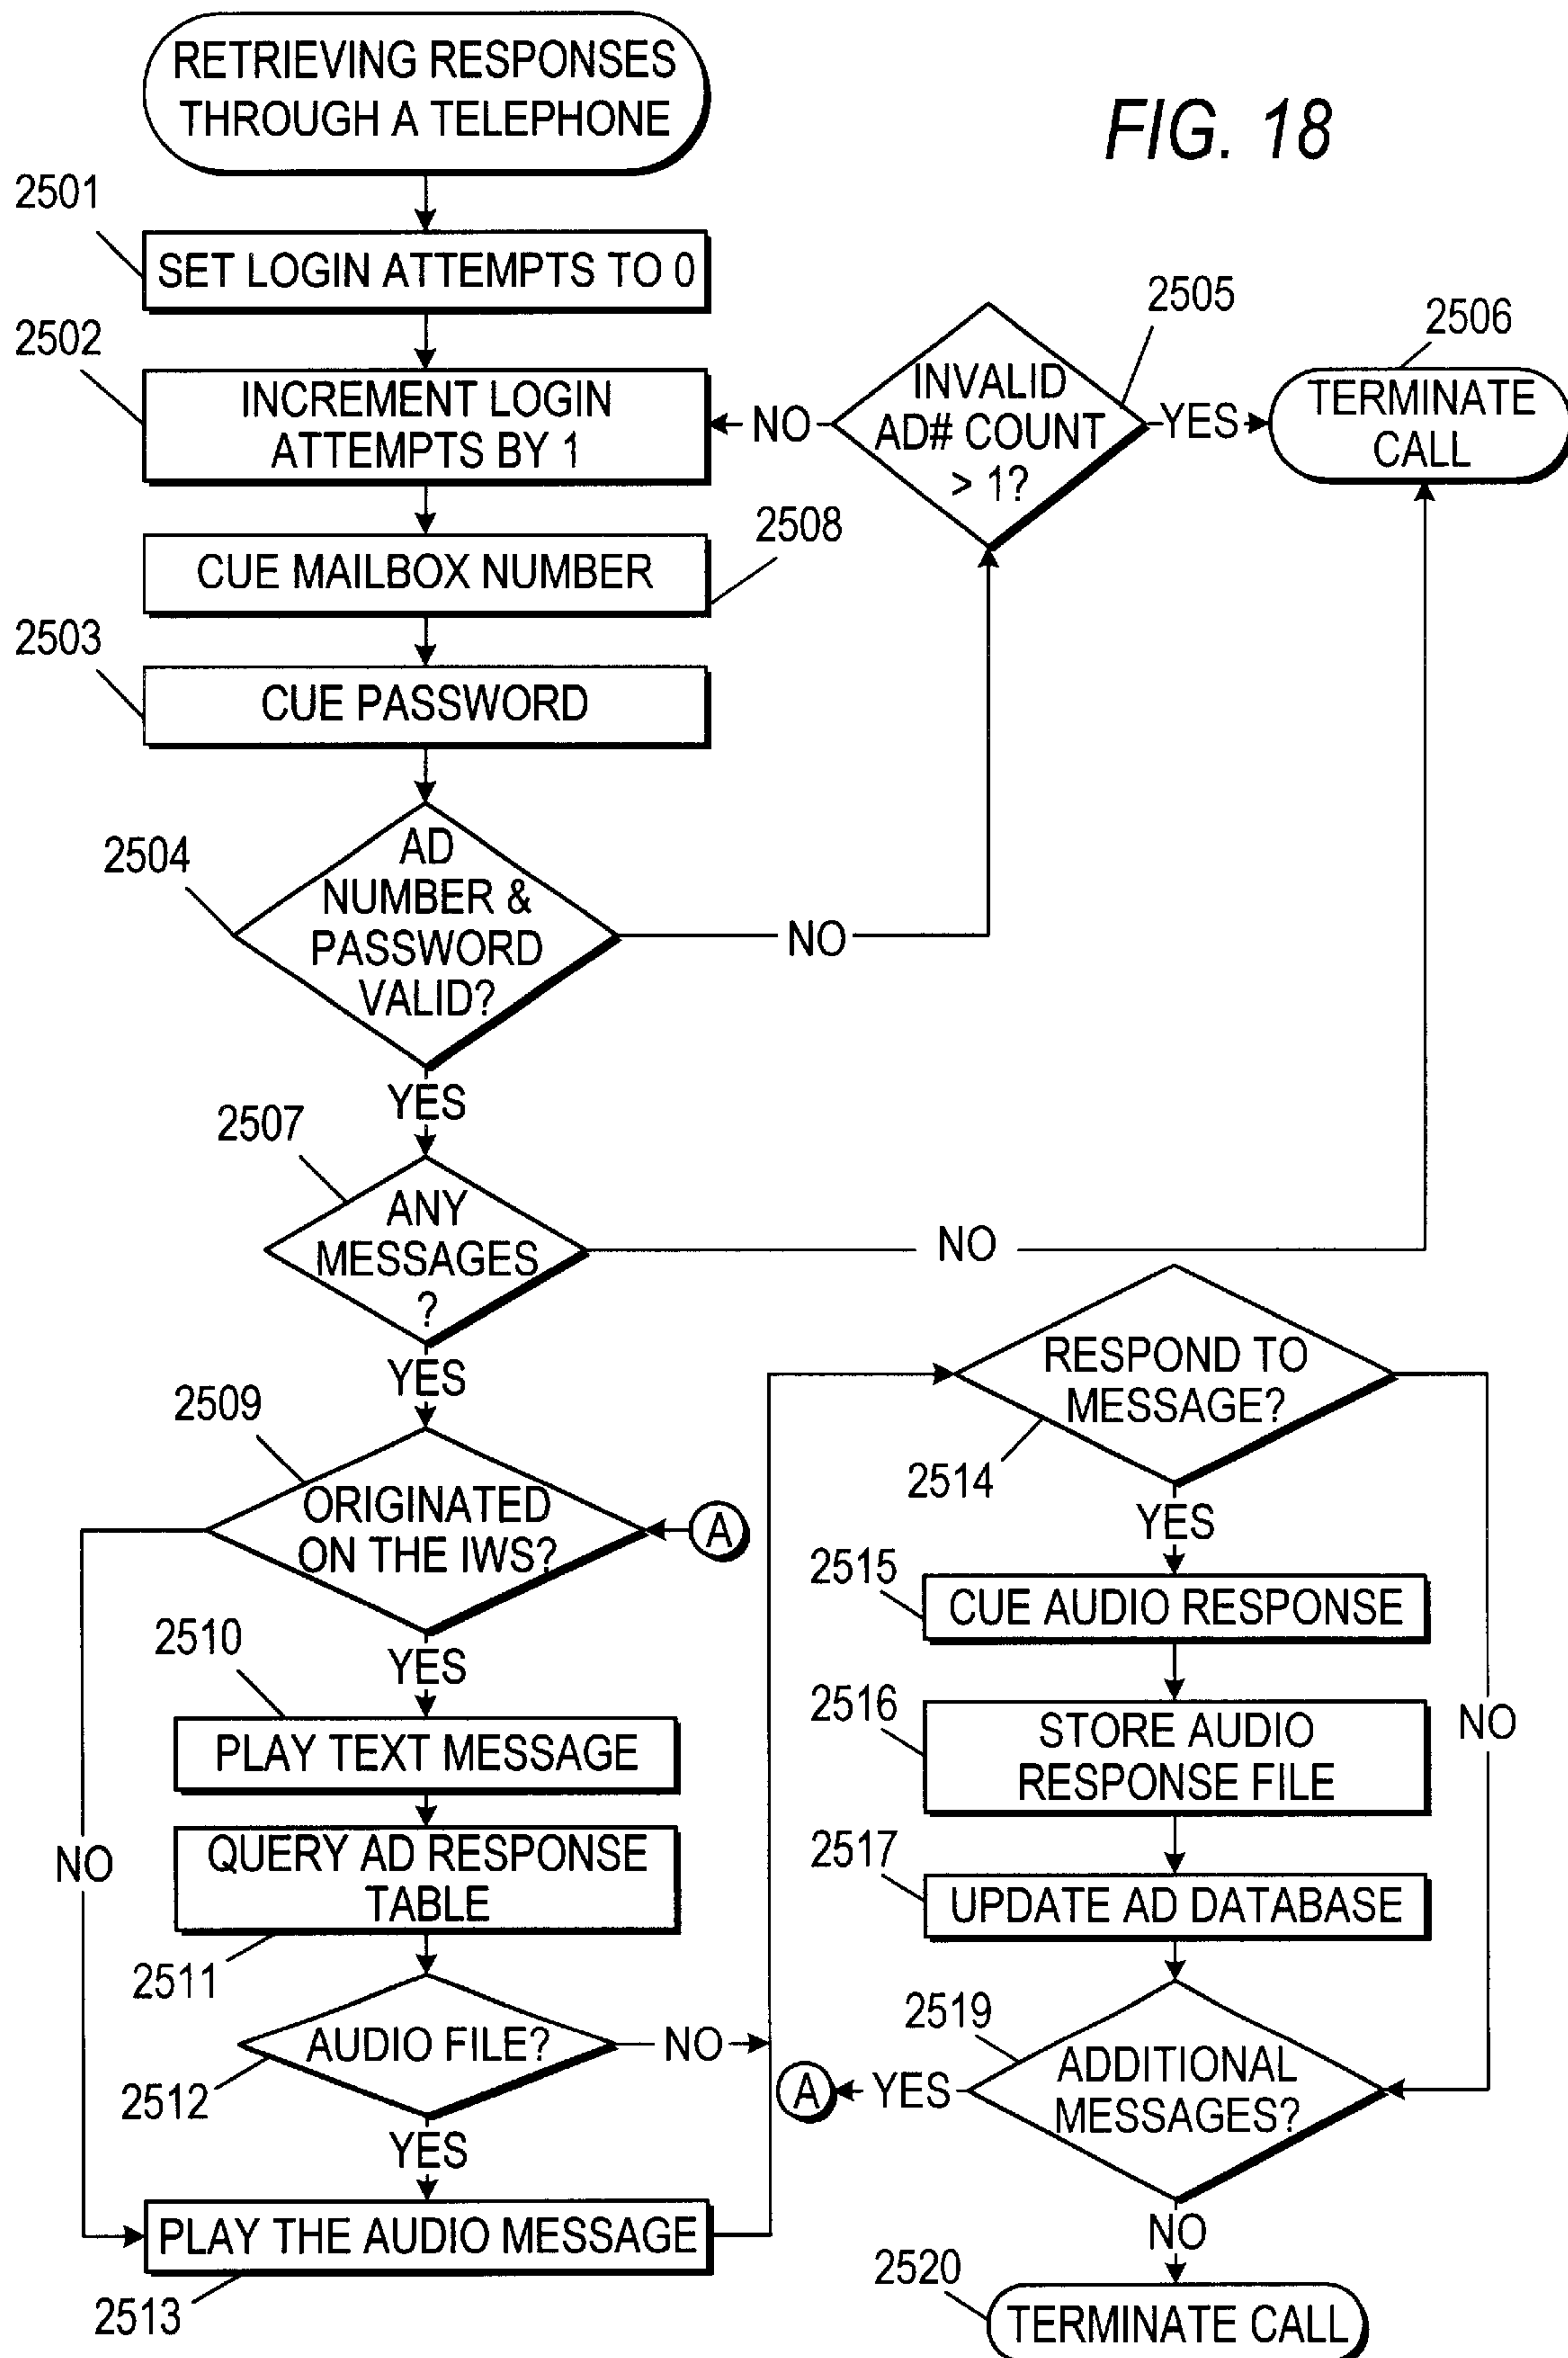 RETRIEVING RESPONSES
THROUGH A TELEPHONE
FIG. 18
2501
SET LOGIN ATTEMPTS TO 0
2502
INCREMENT LOGIN
ATTEMPTS BY 1
NO
INVALID
AD# COUNT
> 1?
2505
YES
2506
TERMINATE
CALL
2508
CUE MAILBOX NUMBER
2503
CUE PASSWORD
2504
AD
NUMBER &
PASSWORD
VALID?
NO
YES
2507
ANY
MESSAGES
?
NO
YES
2509
ORIGINATED
ON THE IWS?
A
NO
YES
2510
PLAY TEXT MESSAGE
QUERY AD RESPONSE
TABLE
2511
AUDIO FILE?
NO
2512
YES
PLAY THE AUDIO MESSAGE
2513
RESPOND TO
MESSAGE?
2514
YES
NO
2515
CUE AUDIO RESPONSE
2516
STORE AUDIO
RESPONSE FILE
2517
UPDATE AD DATABASE
2519
ADDITIONAL
MESSAGES?
A
YES
NO
2520
TERMINATE CALL